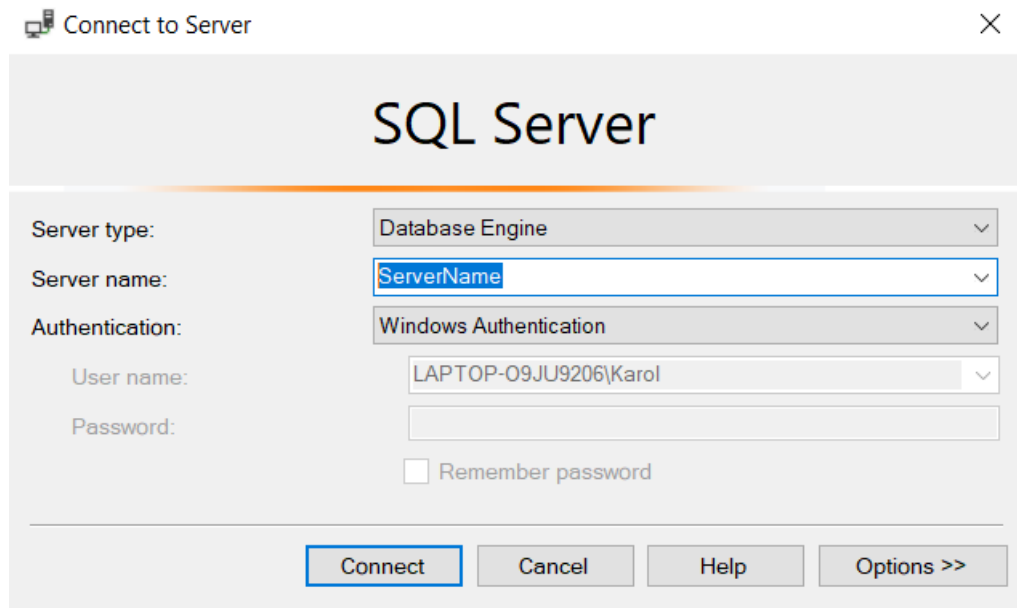 Connect to Server
SQL Server
Server type: Database Engine
Server name: ServerName
Authentication: Windows Authentication
User name: LAPTOP-O9JU9206\Karol
Password:
Remember password
Connect Cancel Help Options >>